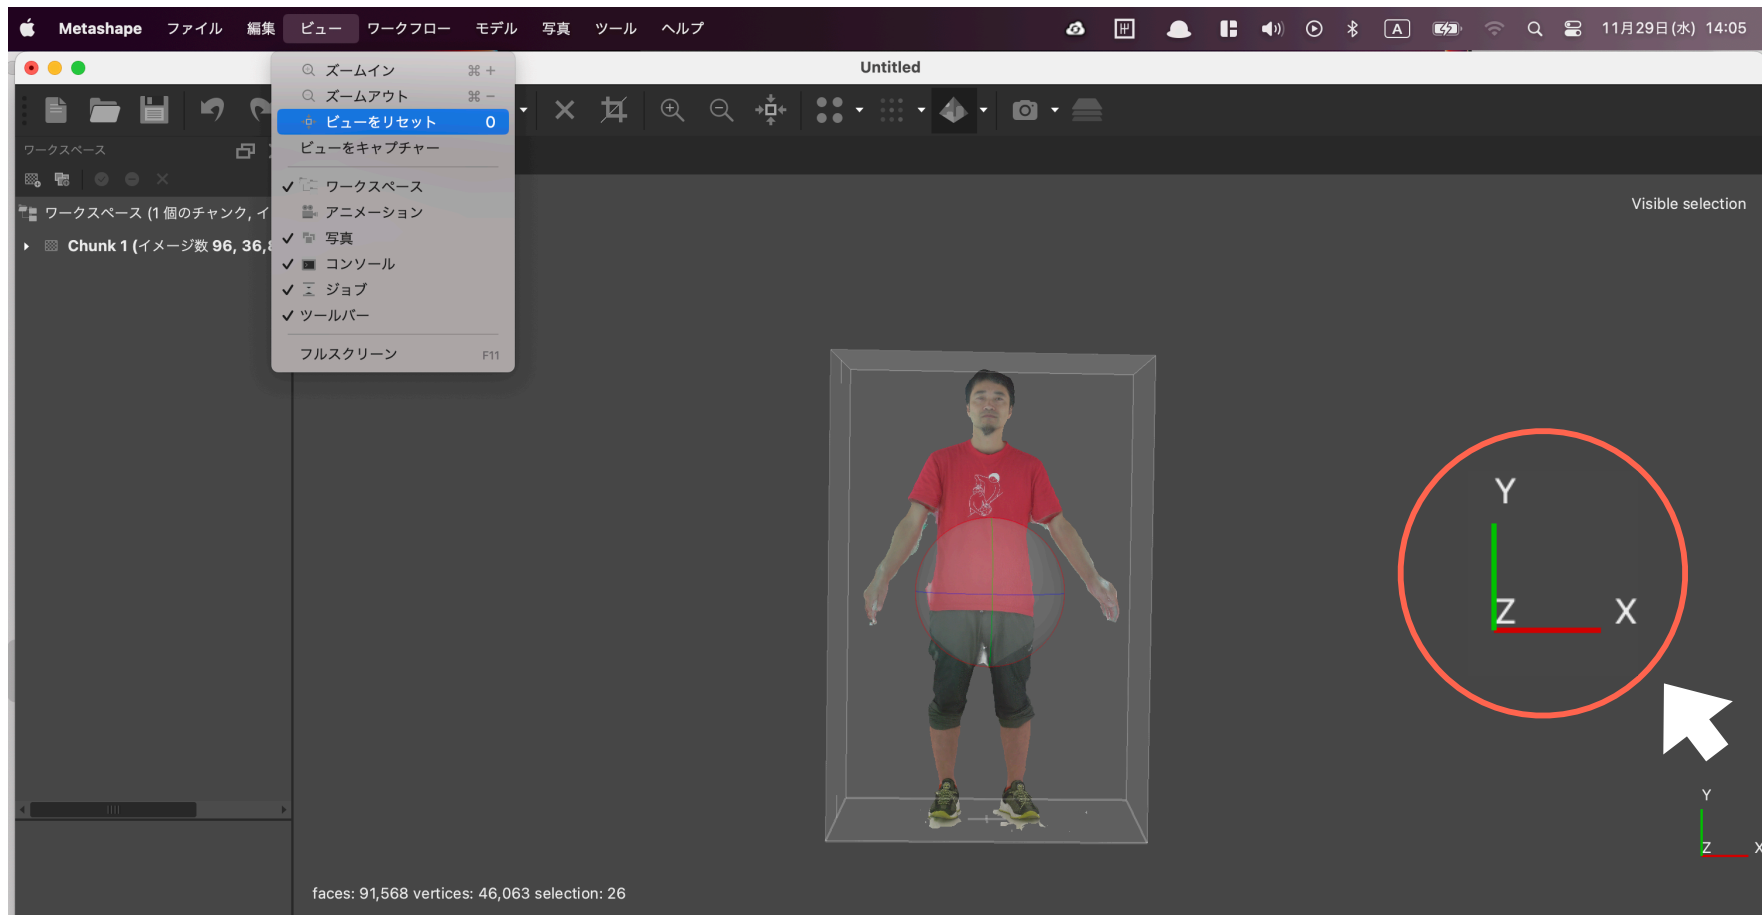 Metashape ファイル 編集 ビュー ワークフロー モデル 写真 ツール ヘルプ A 11月29日(水) 14:05
Untitled
ズームイン ⌘ +
ズームアウト ⌘ −
ビューをリセット 0
ビューをキャプチャー
ワークスペース
アニメーション
写真
コンソール
ジョブ
ツールバー
フルスクリーン F11
ワークスペース
ワークスペース (1 個のチャンク, イ
Chunk 1 (イメージ数 96, 36,8
Visible selection
Y
Z X
Y
Z X
faces: 91,568 vertices: 46,063 selection: 26